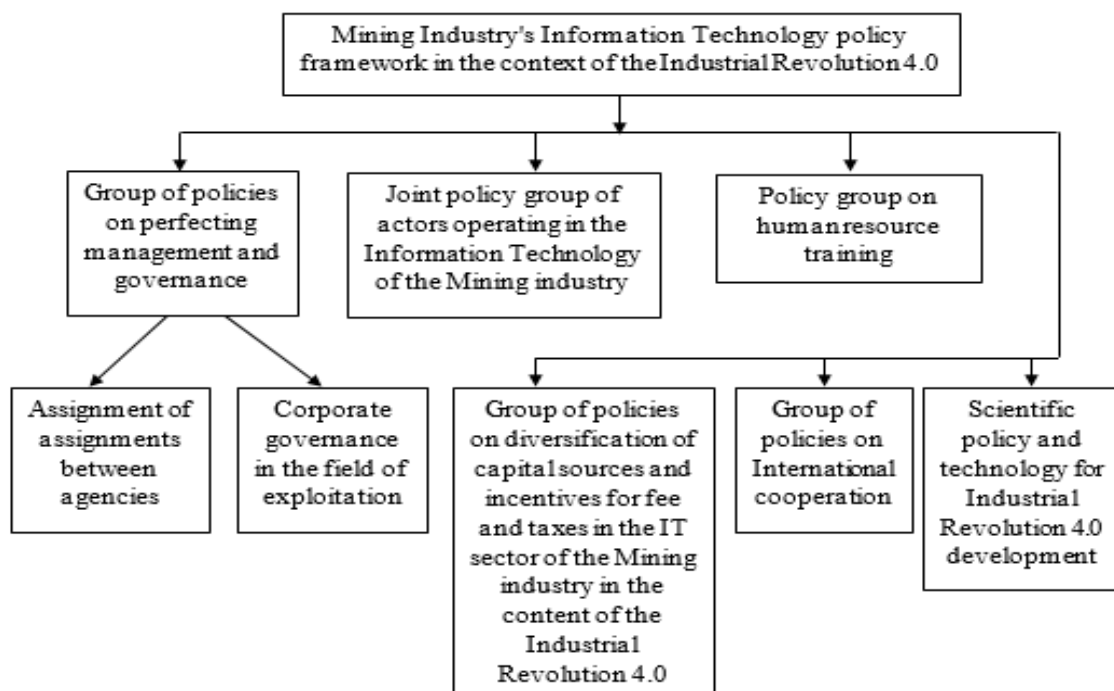 Mining Industry's Information Technology policy
framework in the context of the Industrial Revolution 4.0
Group of policies
on perfecting
management and
governance
Joint policy group of
actors operating in the
Information Technology
of the Mining industry
Policy group on
human resource
training
Assignment of
assignments
between
agencies
Corporate
governance
in the field of
exploitation
Group of policies
on diversification of
capital sources and
incentives for fee
and taxes in the IT
sector of the Mining
industry in the
content of the
Industrial
Revolution 4.0
Group of
policies on
International
cooperation
Scientific
policy and
technology for
Industrial
Revolution 4.0
development